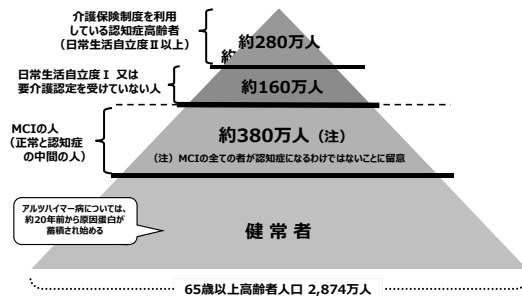 介護保険制度を利用
している認知症高齢者
（日常生活自立度Ⅱ以上）
約
約280万人
日常生活自立度Ⅰ 又は
要介護認定を受けていない人
約160万人
MCIの人
（正常と認知症
の中間の人）
約380万人（注）
（注）MCIの全ての者が認知症になるわけではないことに留意
アルツハイマー病については、
約20年前から原因蛋白が
蓄積され始める
健 常 者
65歳以上高齢者人口 2,874万人